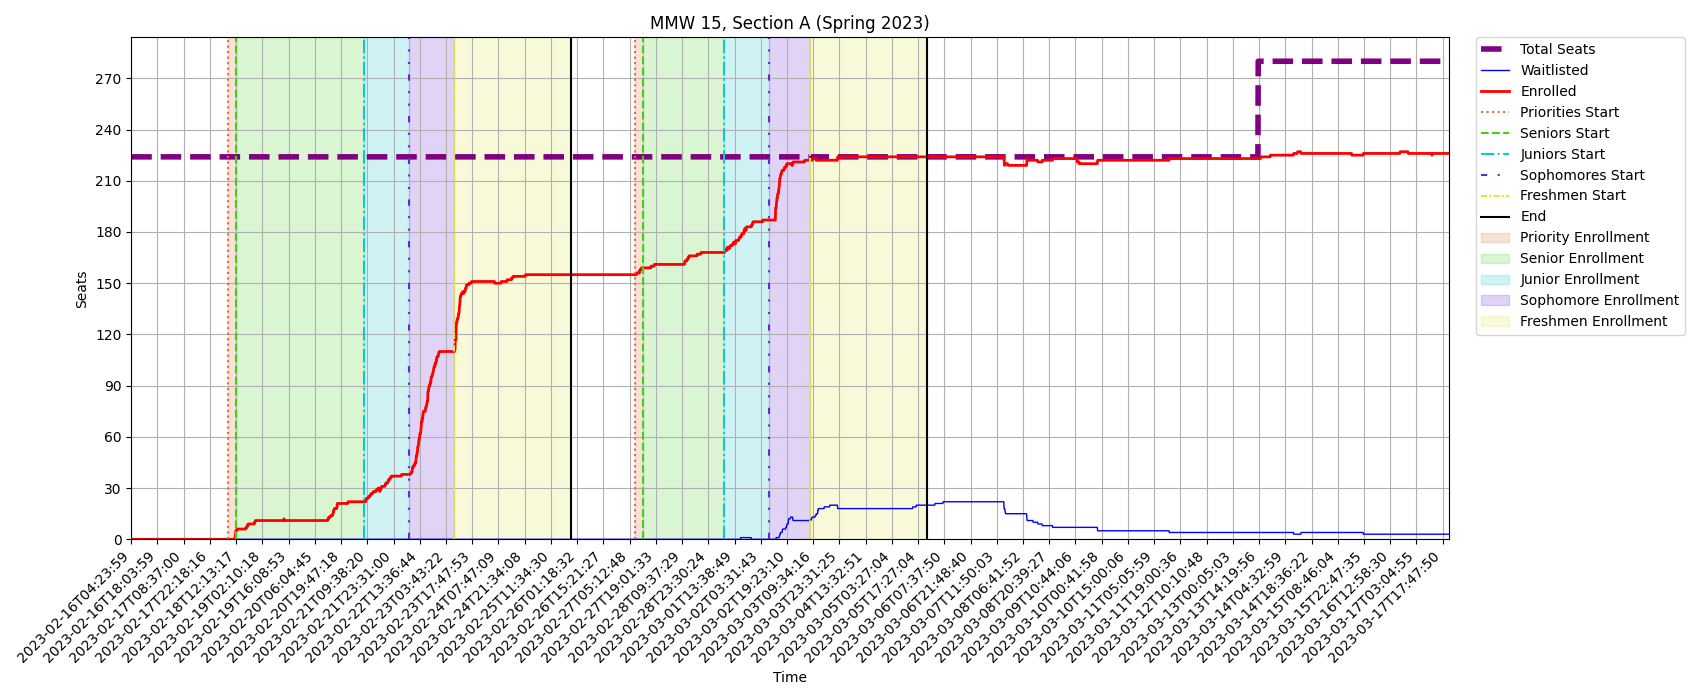 MMW 15, Section A (Spring 2023)
Seats
270
240
210
180
150
120
90
60
30
0
2023-02-16T04:23:59
2023-02-16T18:03:59
2023-02-17T08:37:00
2023-02-17T22:18:16
2023-02-18T12:13:17
2023-02-19T02:10:18
2023-02-19T16:08:53
2023-02-20T06:04:45
2023-02-20T19:47:18
2023-02-21T09:38:20
2023-02-21T23:31:00
2023-02-22T13:36:44
2023-02-23T03:43:22
2023-02-23T17:47:53
2023-02-24T07:47:09
2023-02-24T21:34:08
2023-02-25T11:34:30
2023-02-26T01:18:32
2023-02-26T15:21:27
2023-02-27T05:12:48
2023-02-27T19:01:33
2023-02-28T09:37:29
2023-02-28T23:30:24
2023-03-01T13:38:49
2023-03-02T03:31:43
2023-03-02T19:23:10
2023-03-03T09:34:16
2023-03-03T23:31:25
2023-03-04T13:32:51
2023-03-05T03:27:04
2023-03-05T17:27:04
2023-03-06T07:37:50
2023-03-06T21:48:40
2023-03-07T11:50:03
2023-03-08T06:41:52
2023-03-08T20:39:27
2023-03-09T10:44:06
2023-03-10T00:41:58
2023-03-10T15:00:06
2023-03-11T05:05:59
2023-03-11T19:00:36
2023-03-12T10:10:48
2023-03-13T00:05:03
2023-03-13T14:19:56
2023-03-14T04:32:59
2023-03-14T18:36:22
2023-03-15T08:46:04
2023-03-15T22:47:35
2023-03-16T12:58:30
2023-03-17T03:04:55
2023-03-17T17:47:50
Time
Total Seats
Waitlisted
Enrolled
Priorities Start
Seniors Start
Juniors Start
Sophomores Start
Freshmen Start
End
Priority Enrollment
Senior Enrollment
Junior Enrollment
Sophomore Enrollment
Freshmen Enrollment